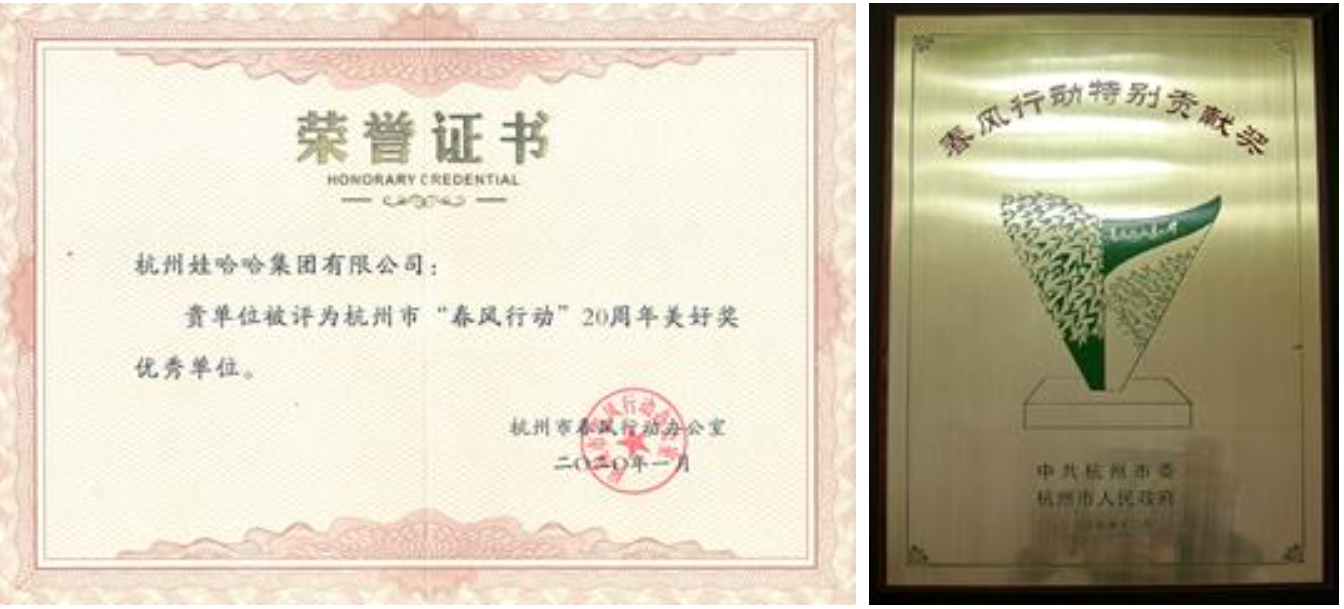 荣誉证书
HONORARY CREDENTIAL
杭州娃哈哈集团有限公司：
贵单位被评为杭州市“春风行动”20周年美好奖
优秀单位。
杭州市春风行动办公室
二〇二〇年一月
春风行动特别贡献奖
中共杭州市委
杭州市人民政府